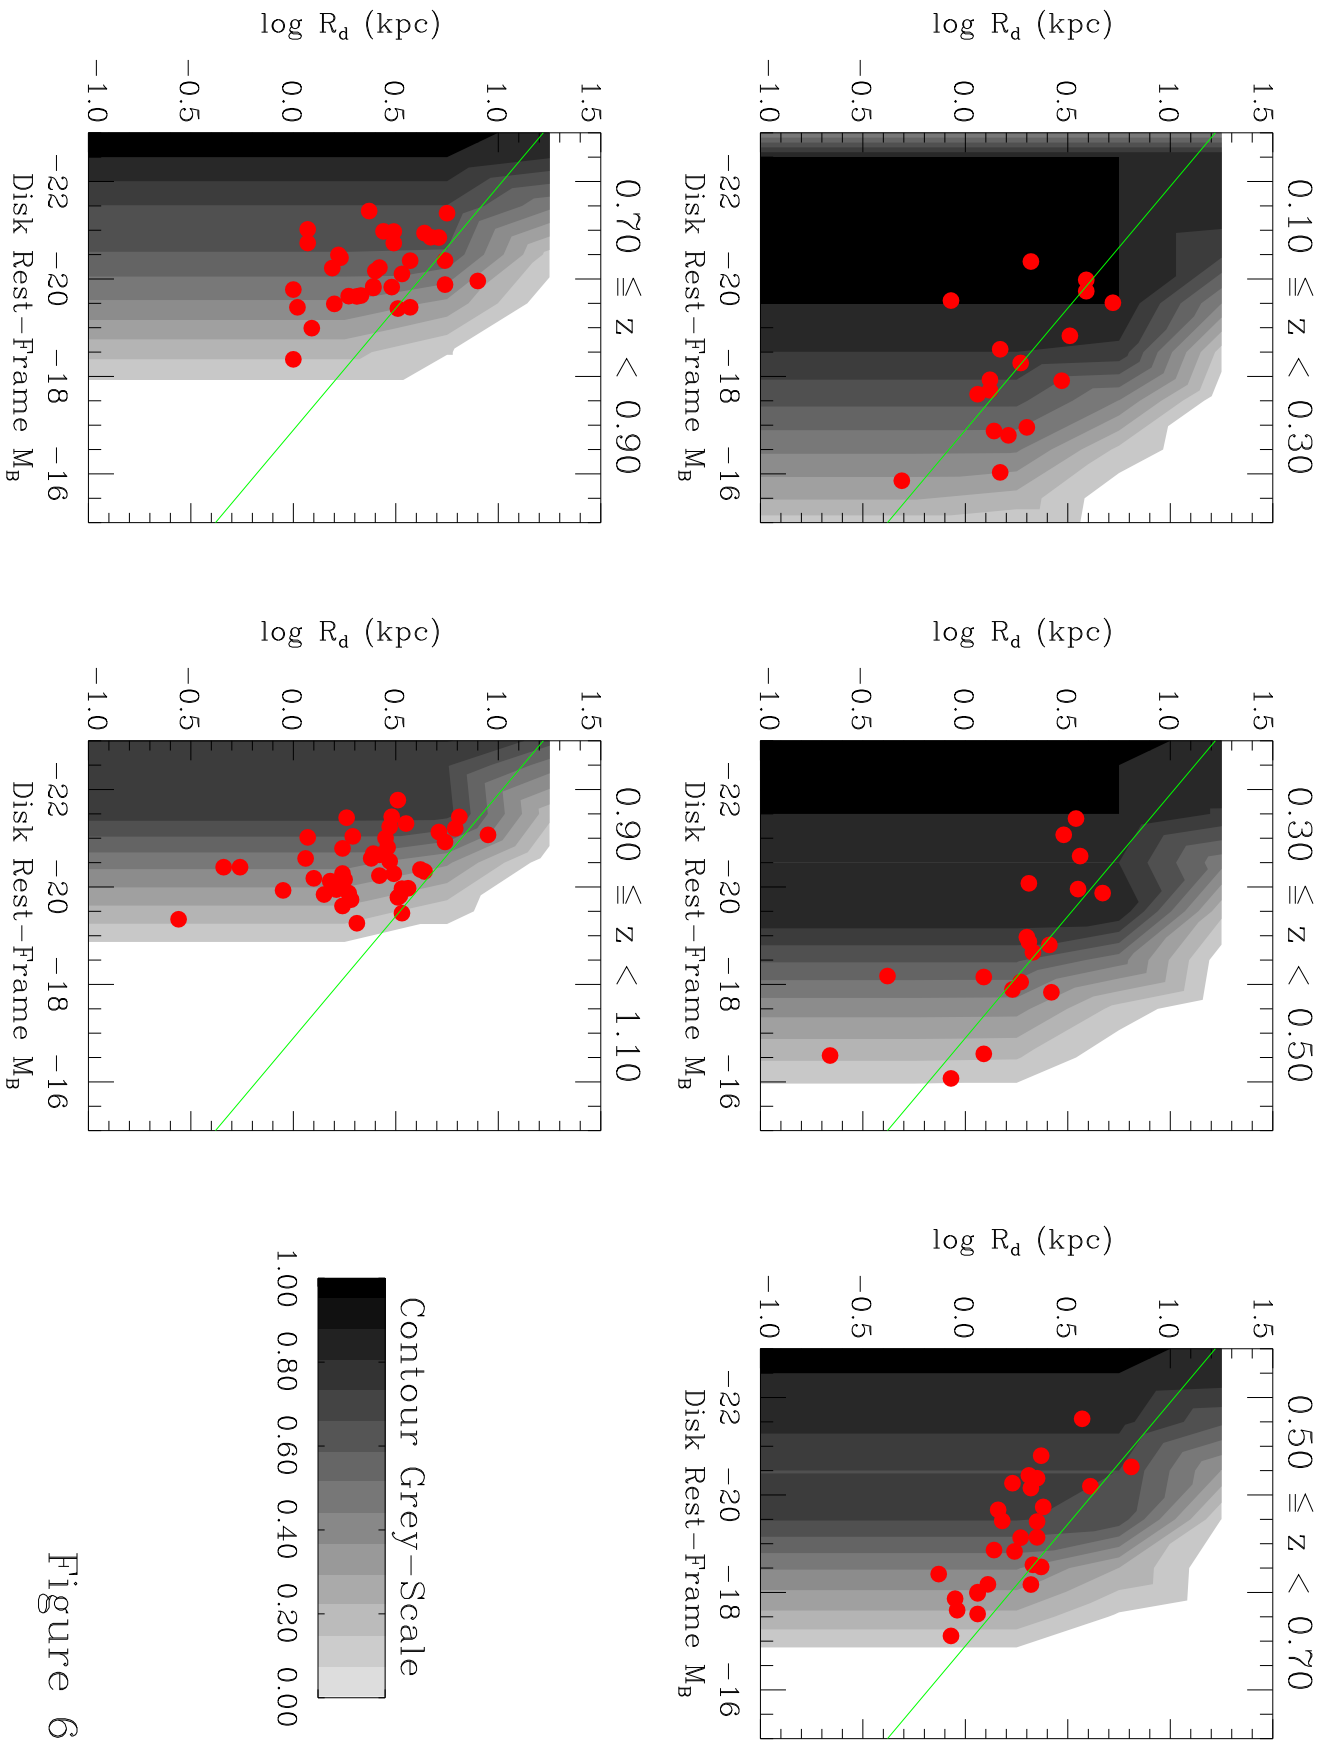 0.10 ≤ z < 0.30
log R_d (kpc)
1.5
1.0
0.5
0.0
−0.5
−1.0
−22 −20 −18 −16
Disk Rest−Frame M_B
0.30 ≤ z < 0.50
log R_d (kpc)
1.5
1.0
0.5
0.0
−0.5
−1.0
−22 −20 −18 −16
Disk Rest−Frame M_B
0.50 ≤ z < 0.70
log R_d (kpc)
1.5
1.0
0.5
0.0
−0.5
−1.0
−22 −20 −18 −16
Disk Rest−Frame M_B
0.70 ≤ z < 0.90
log R_d (kpc)
1.5
1.0
0.5
0.0
−0.5
−1.0
−22 −20 −18 −16
Disk Rest−Frame M_B
0.90 ≤ z < 1.10
log R_d (kpc)
1.5
1.0
0.5
0.0
−0.5
−1.0
−22 −20 −18 −16
Disk Rest−Frame M_B
Contour Grey−Scale
1.00 0.80 0.60 0.40 0.20 0.00
Figure 6